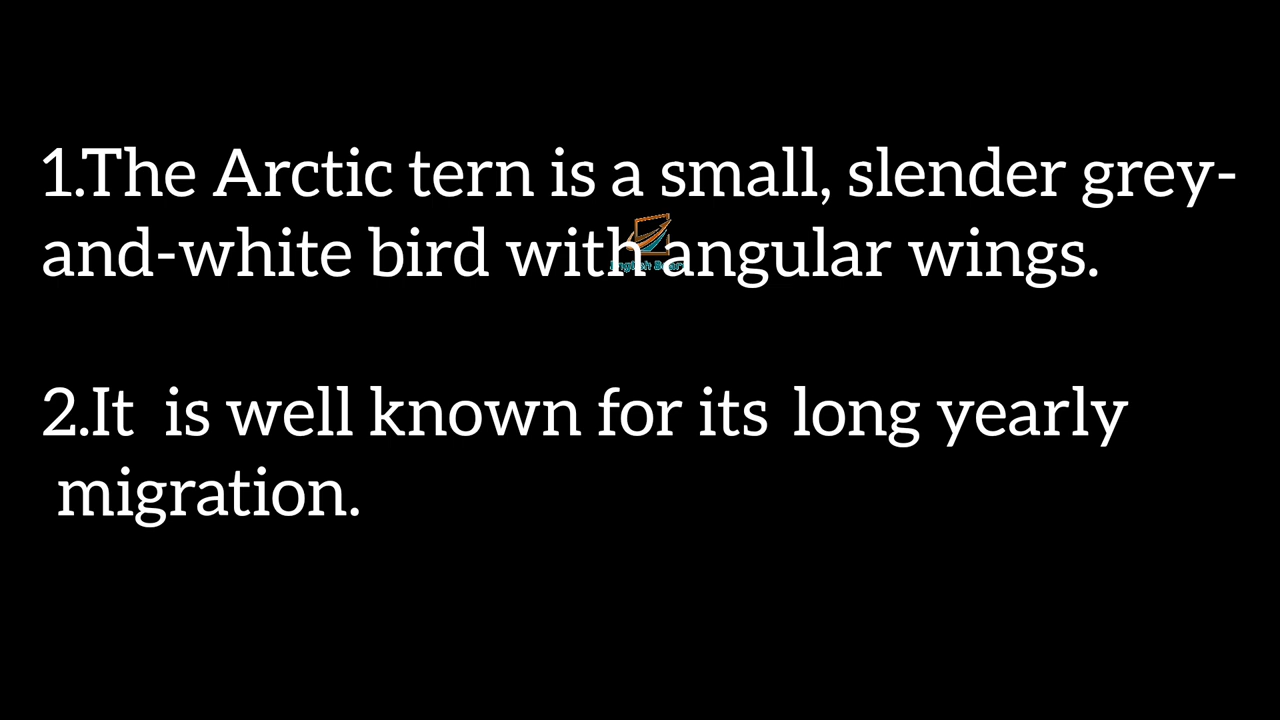 1.The Arctic tern is a small, slender grey-
and-white bird with angular wings.
2.It is well known for its long yearly
migration.